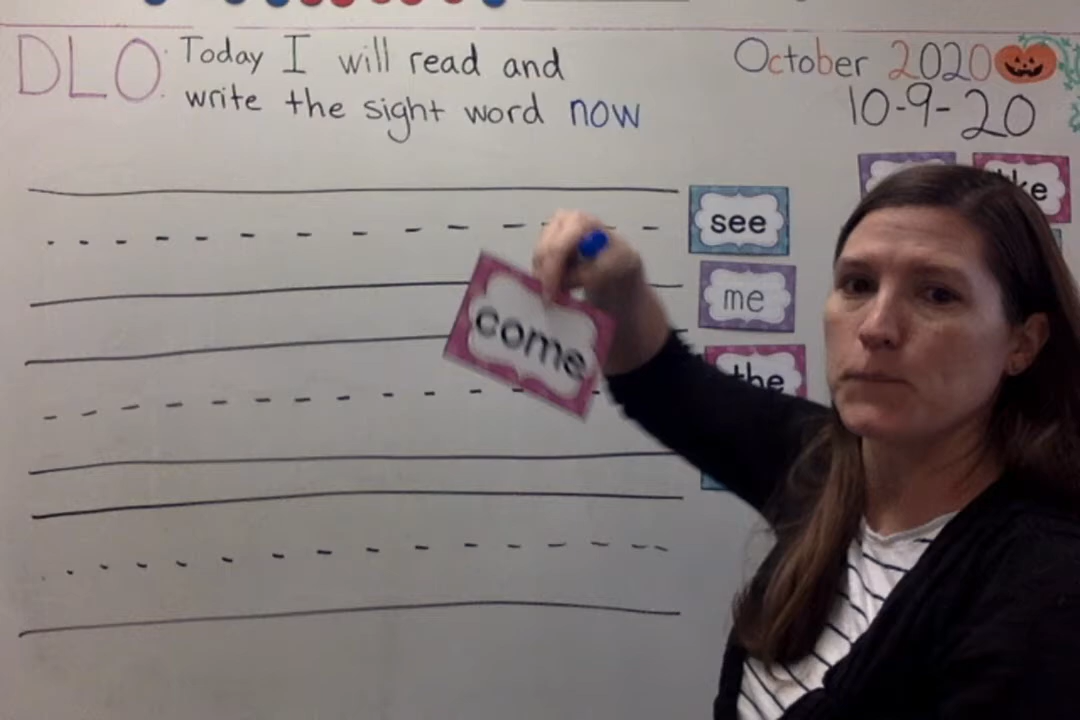 DLO: Today I will read and
write the sight word now
October 2020
10-9-20
see
me
the
come